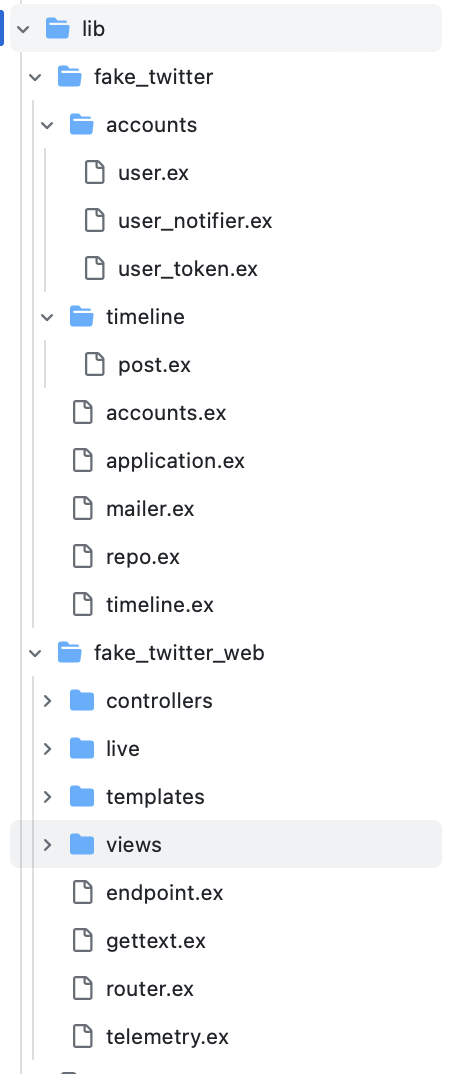 lib
fake_twitter
accounts
user.ex
user_notifier.ex
user_token.ex
timeline
post.ex
accounts.ex
application.ex
mailer.ex
repo.ex
timeline.ex
fake_twitter_web
controllers
live
templates
views
endpoint.ex
gettext.ex
router.ex
telemetry.ex